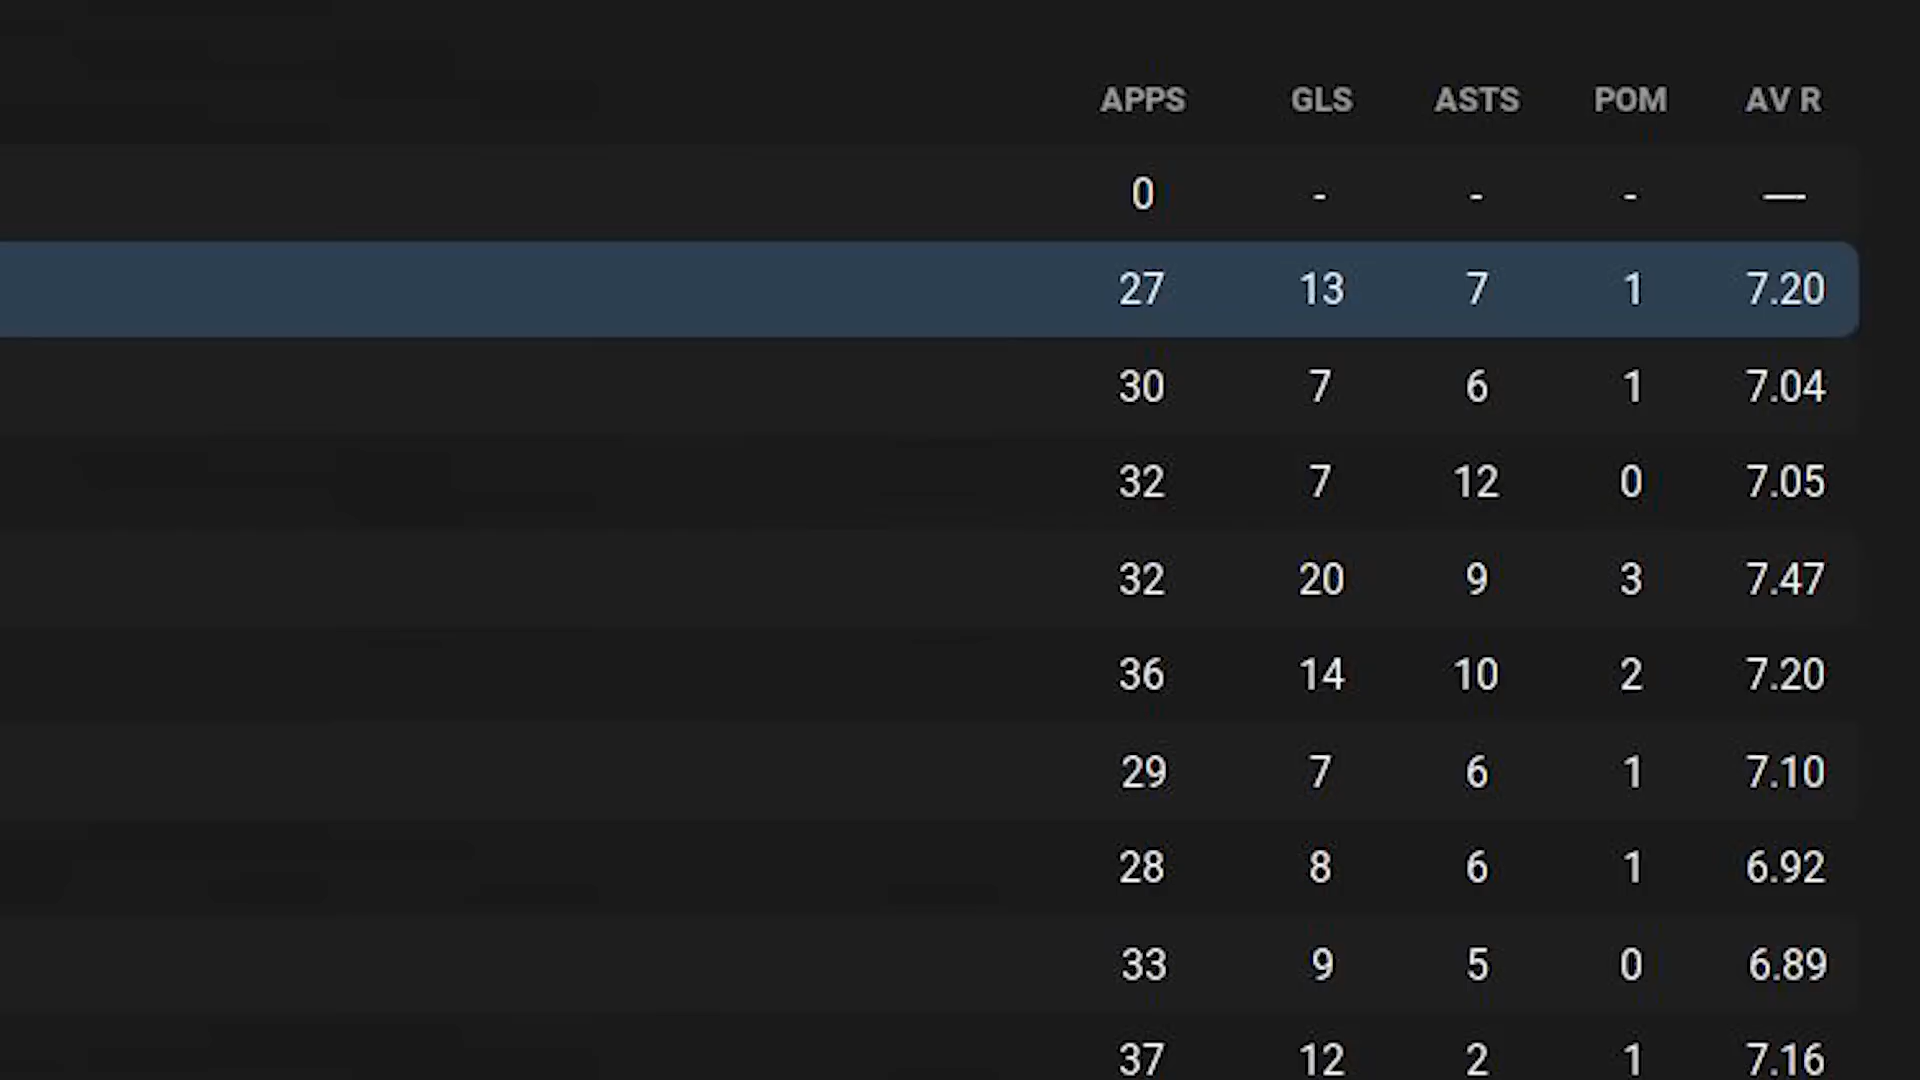 APPS GLS ASTS POM AV R
0 - - - —
27 13 7 1 7.20
30 7 6 1 7.04
32 7 12 0 7.05
32 20 9 3 7.47
36 14 10 2 7.20
29 7 6 1 7.10
28 8 6 1 6.92
33 9 5 0 6.89
37 12 2 1 7.16